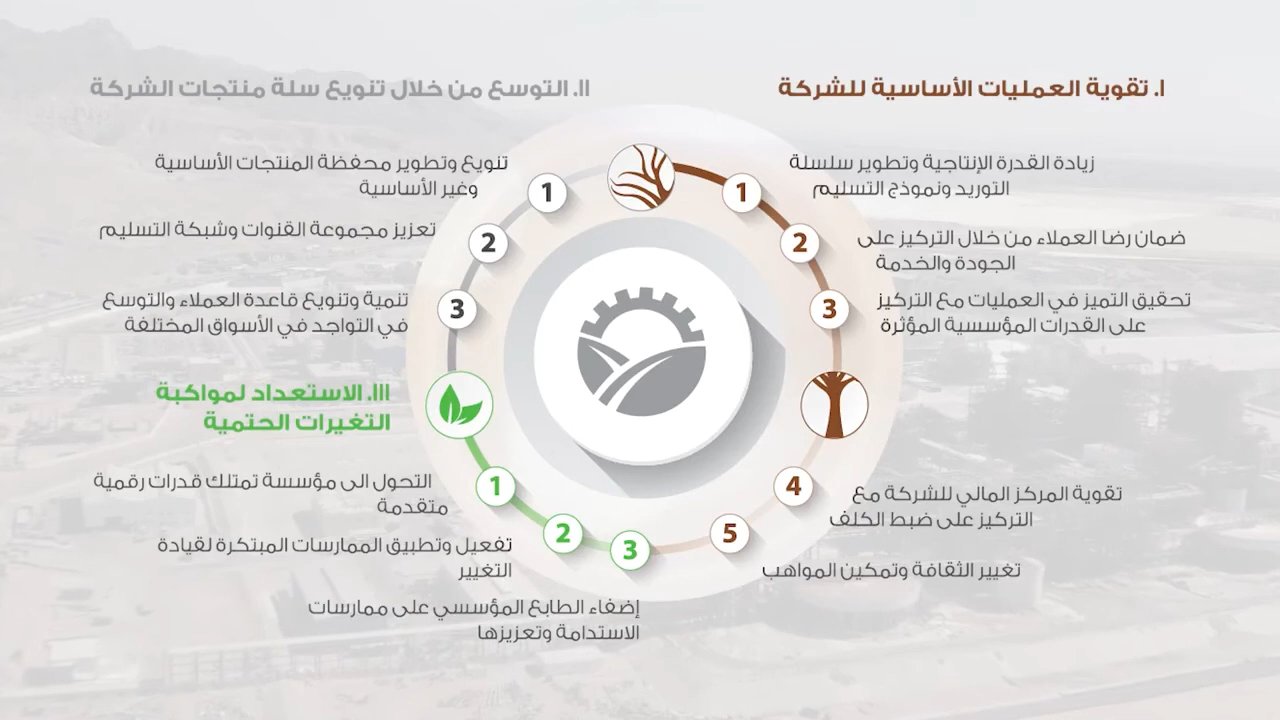 I. تقوية العمليات الأساسية للشركة
1
زيادة القدرة الإنتاجية وتطوير سلسلة
التوريد ونموذج التسليم
2
ضمان رضا العملاء من خلال التركيز على
الجودة والخدمة
3
تحقيق التميز في العمليات مع التركيز
على القدرات المؤسسية المؤثرة
4
تقوية المركز المالي للشركة مع
التركيز على ضبط الكلف
5
تغيير الثقافة وتمكين المواهب
II. التوسع من خلال تنويع سلة منتجات الشركة
1
تنويع وتطوير محفظة المنتجات الأساسية
وغير الأساسية
2
تعزيز مجموعة القنوات وشبكة التسليم
3
تنمية وتنويع قاعدة العملاء والتوسع
في التواجد في الأسواق المختلفة
III. الاستعداد لمواكبة
التغيرات الحتمية
1
التحول الى مؤسسة تمتلك قدرات رقمية
متقدمة
2
تفعيل وتطبيق الممارسات المبتكرة لقيادة
التغيير
3
إضفاء الطابع المؤسسي على ممارسات
الاستدامة وتعزيزها